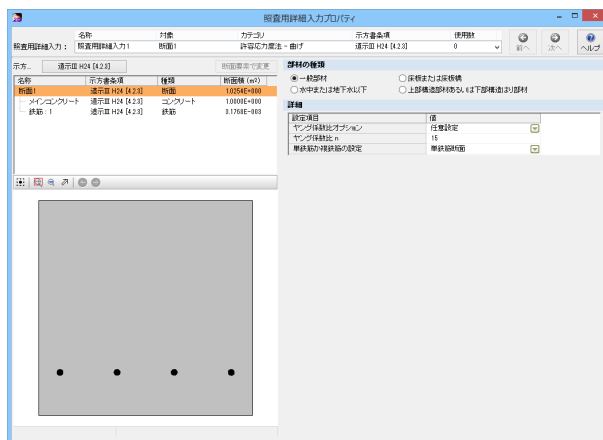 照査用詳細入力プロパティ
名称 対象 カテゴリ 示方書条項 使用数
照査用詳細入力： 照査用詳細入力1 断面1 許容応力度法 - 曲げ 道示Ⅲ H24 [4.2.3] 0 前へ 次へ ヘルプ
示方... 道示Ⅲ H24 [4.2.3] 断面要素で変更
名称 示方書条項 種類 断面積 (m²)
断面1 道示Ⅲ H24 [4.2.3] 断面 1.0254E+000
メインコンクリート 道示Ⅲ H24 [4.2.3] コンクリート 1.0000E+000
鉄筋：1 道示Ⅲ H24 [4.2.3] 鉄筋 3.1768E-003
部材の種類
一般部材 床板または床板橋
水中または地下水以下 上部構造部材あるいは下部構造はり部材
詳細
設定項目 値
ヤング係数比オプション 任意設定
ヤング係数比 n 15
単鉄筋か複鉄筋の設定 単鉄筋断面